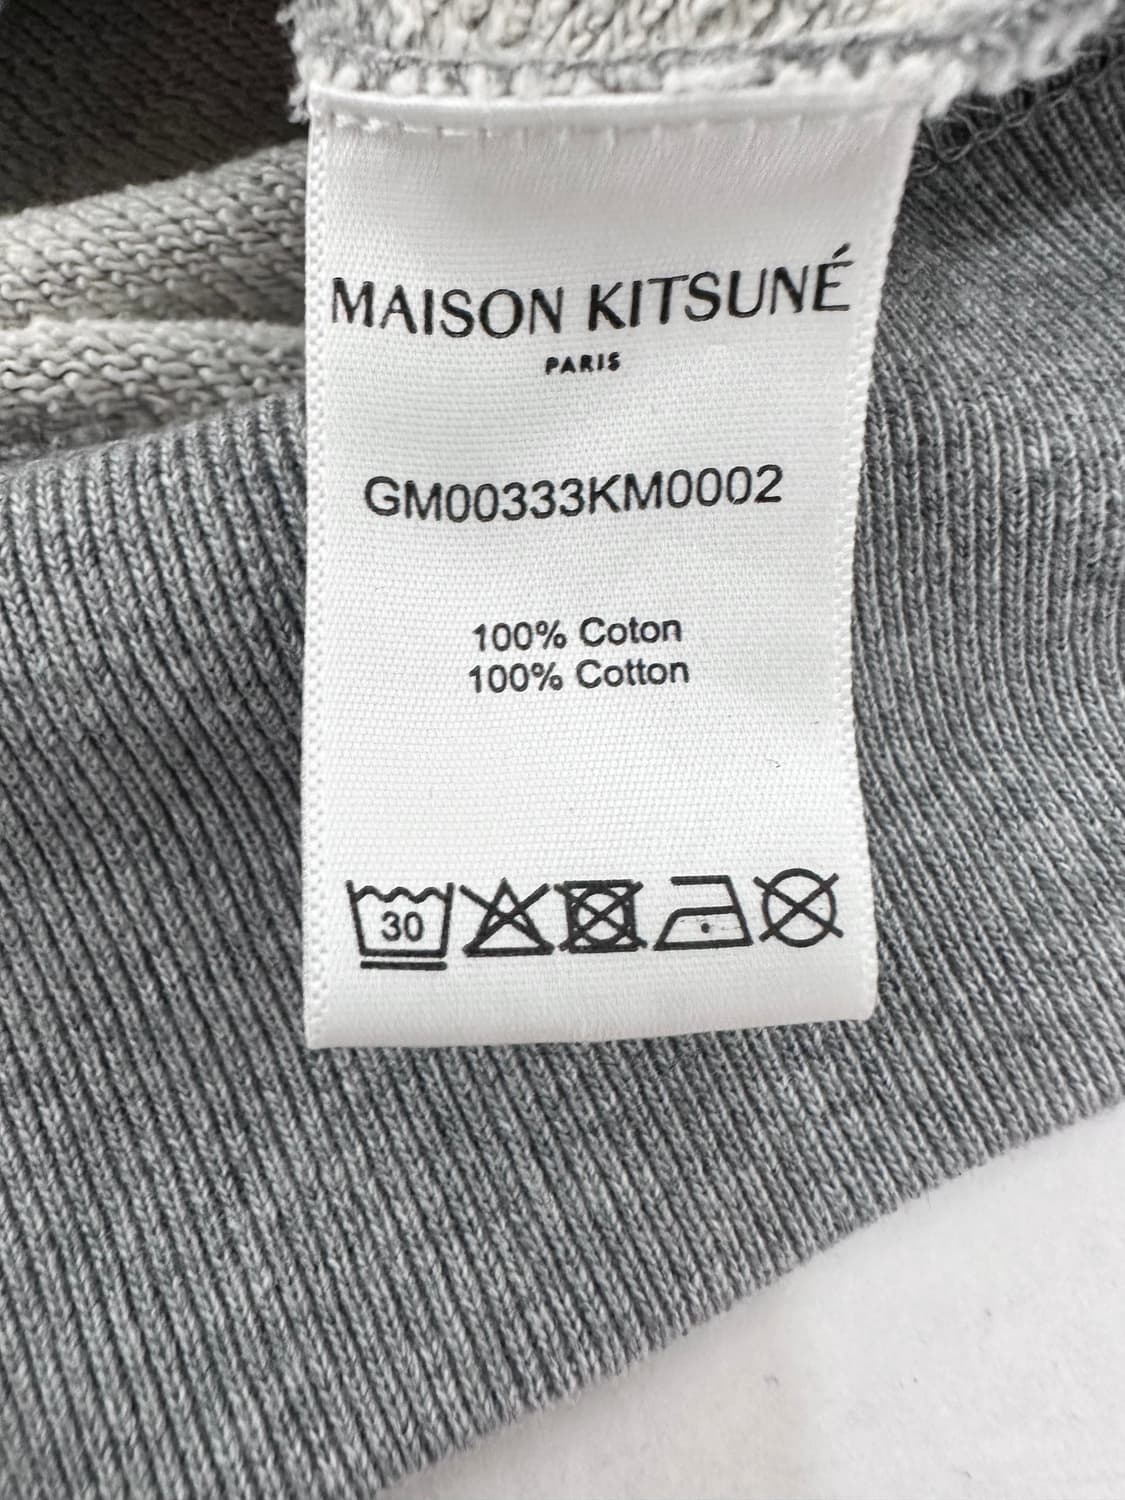 MAISON KITSUNÉ
PARIS
GM00333KM0002
100% Coton
100% Cotton
30